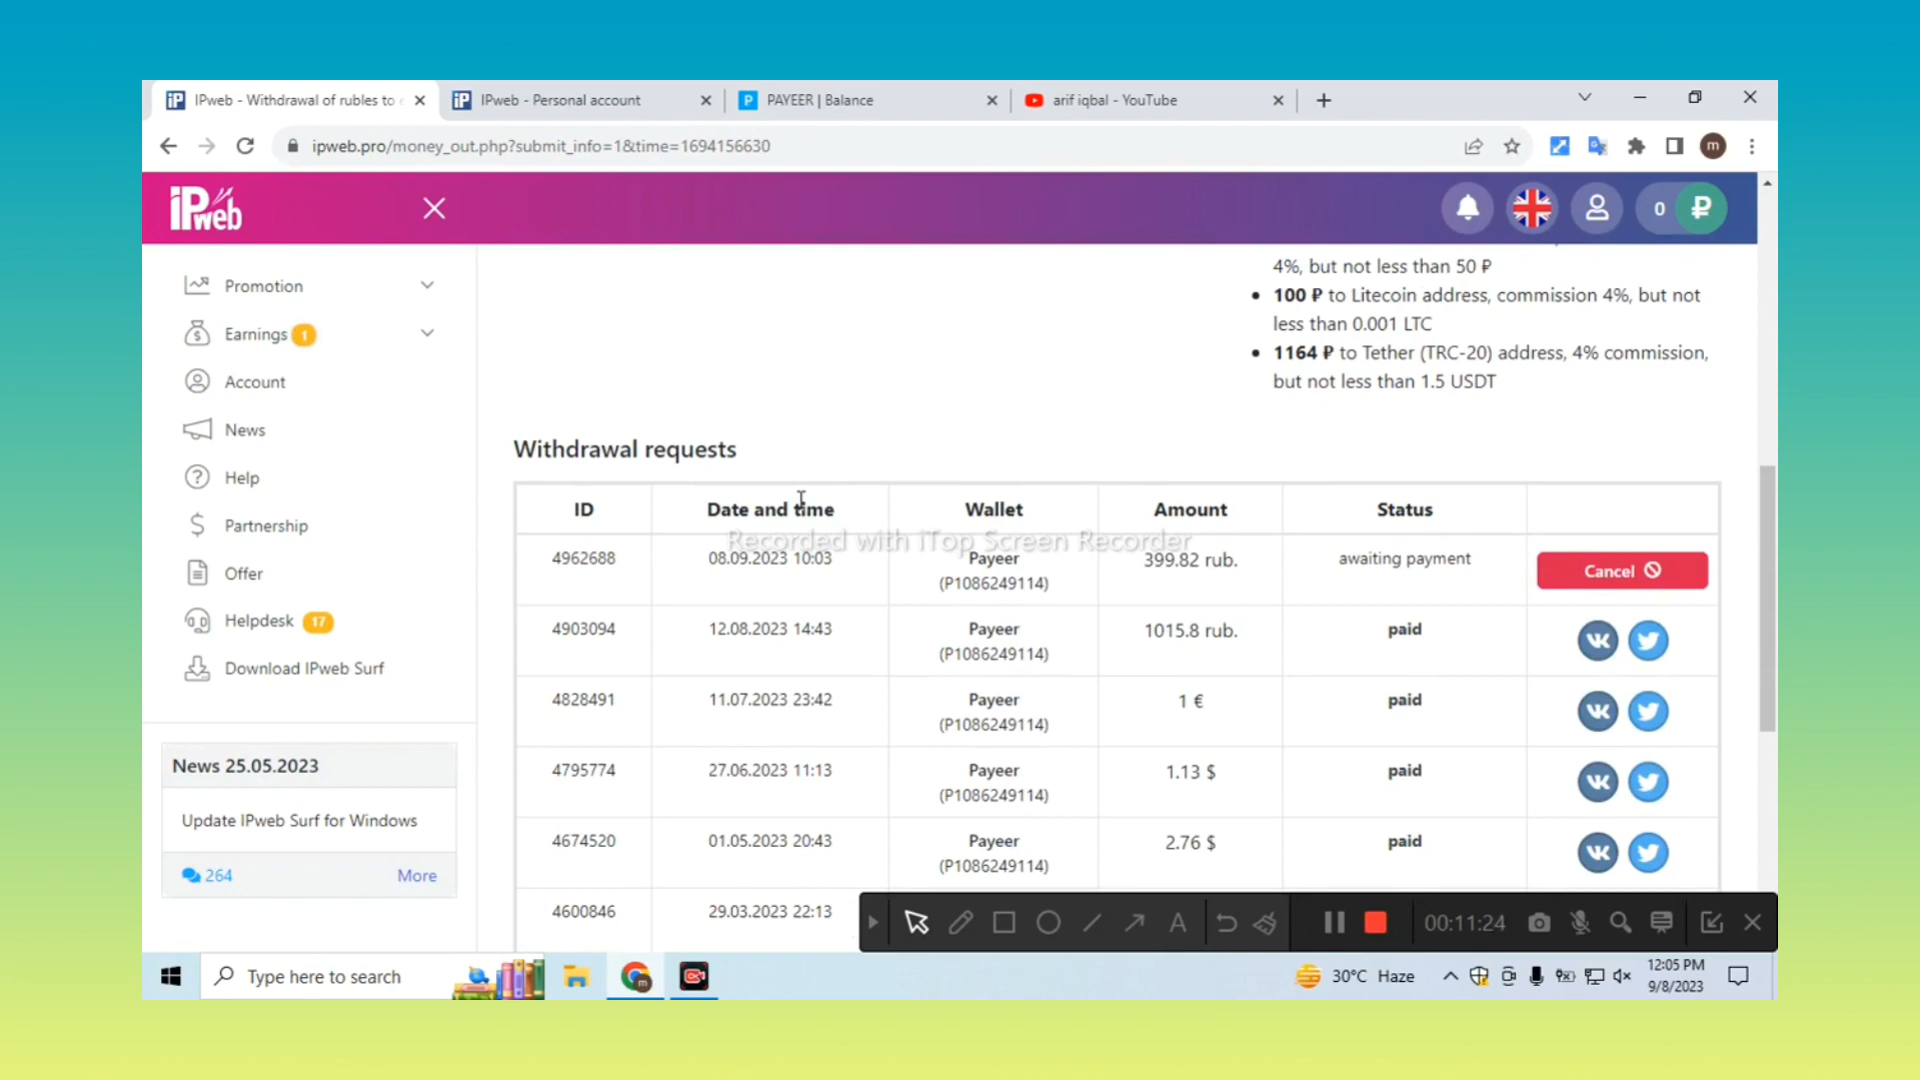 IPweb - Withdrawal of rubles to e
IPweb - Personal account
PAYEER | Balance
arif iqbal - YouTube
ipweb.pro/money_out.php?submit_info=1&time=1694156630
m
iPweb
0 ₽
Promotion
Earnings 1
Account
News
Help
Partnership
Offer
Helpdesk 17
Download IPweb Surf
News 25.05.2023
Update IPweb Surf for Windows
264 More
4%, but not less than 50 ₽
100 ₽ to Litecoin address, commission 4%, but not
less than 0.001 LTC
1164 ₽ to Tether (TRC-20) address, 4% commission,
but not less than 1.5 USDT
Withdrawal requests
ID Date and time Wallet Amount Status
Recorded with iTop Screen Recorder
4962688 08.09.2023 10:03 Payeer 399.82 rub. awaiting payment Cancel
(P1086249114)
4903094 12.08.2023 14:43 Payeer 1015.8 rub. paid
(P1086249114)
4828491 11.07.2023 23:42 Payeer 1 € paid
(P1086249114)
4795774 27.06.2023 11:13 Payeer 1.13 $ paid
(P1086249114)
4674520 01.05.2023 20:43 Payeer 2.76 $ paid
(P1086249114)
4600846 29.03.2023 22:13
00:11:24
Type here to search
30°C Haze
12:05 PM
9/8/2023